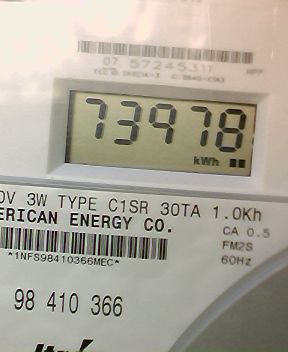 07 57245311
73978
kWh
0V 3W TYPE C1SR 30TA 1.0Kh
ERICAN ENERGY CO.
CA 0.5
FM2S
*1NFS98410366MEC*
60Hz
98 410 366